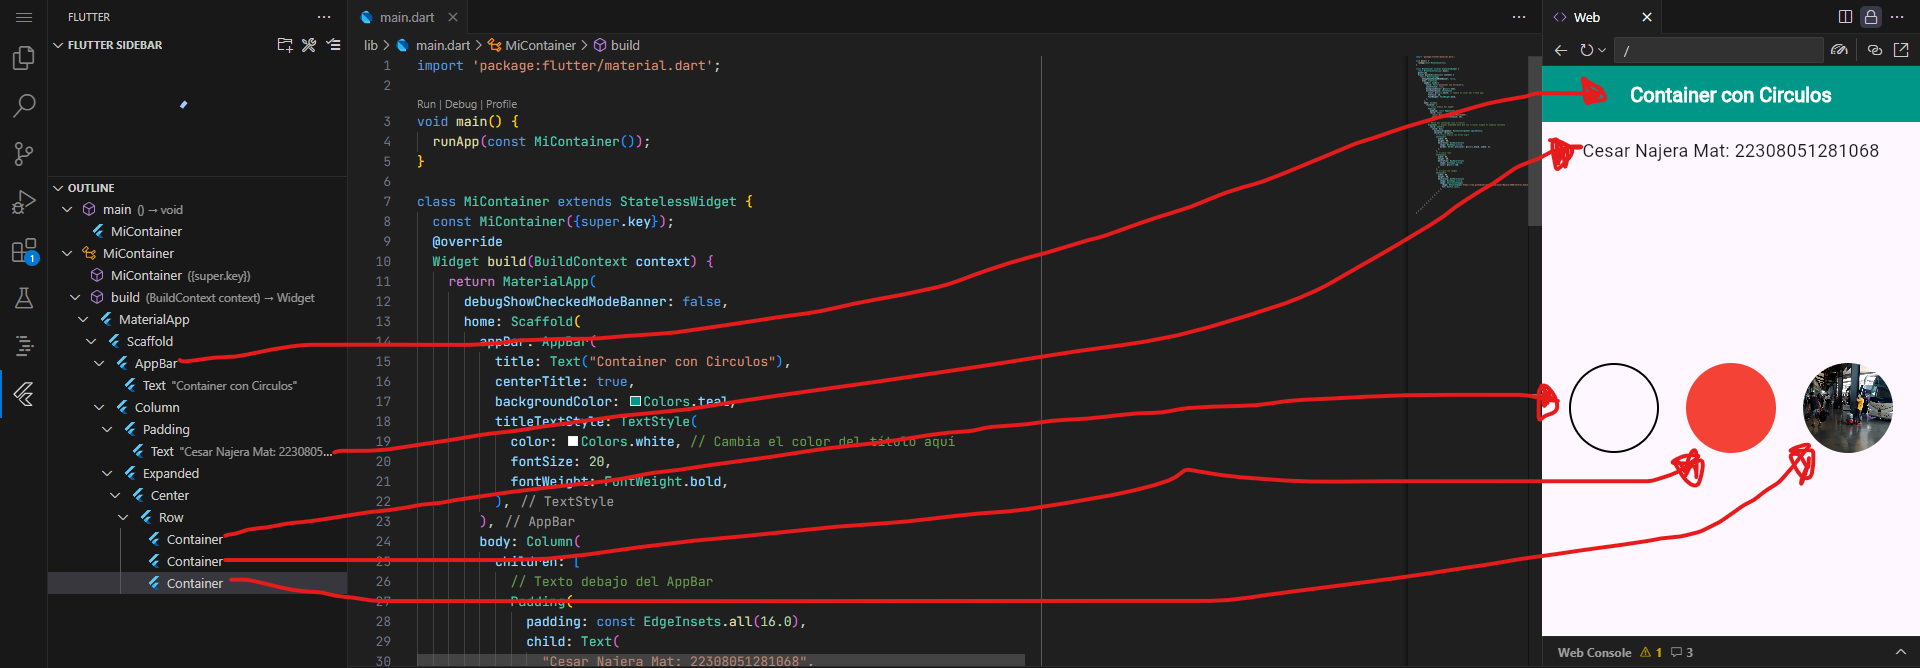 FLUTTER
FLUTTER SIDEBAR
1
OUTLINE
main () → void
MiContainer
MiContainer
MiContainer ({super.key})
build (BuildContext context) → Widget
MaterialApp
Scaffold
AppBar
Text "Container con Circulos"
Column
Padding
Text "Cesar Najera Mat: 2230805...
Expanded
Center
Row
Container
Container
Container
main.dart
lib > main.dart > MiContainer > build
1 import 'package:flutter/material.dart';
2
Run | Debug | Profile
3 void main() {
4 runApp(const MiContainer());
5 }
6
7 class MiContainer extends StatelessWidget {
8 const MiContainer({super.key});
9 @override
10 Widget build(BuildContext context) {
11 return MaterialApp(
12 debugShowCheckedModeBanner: false,
13 home: Scaffold(
14 appBar: AppBar(
15 title: Text("Container con Circulos"),
16 centerTitle: true,
17 backgroundColor: Colors.teal,
18 titleTextStyle: TextStyle(
19 color: Colors.white, // Cambia el color del título aquí
20 fontSize: 20,
21 fontWeight: FontWeight.bold,
22 ), // TextStyle
23 ), // AppBar
24 body: Column(
25 children: [
26 // Texto debajo del AppBar
27 Padding(
28 padding: const EdgeInsets.all(16.0),
29 child: Text(
30 "Cesar Najera Mat: 22308051281068",
Web
/
Container con Circulos
Cesar Najera Mat: 22308051281068
Web Console 1 3